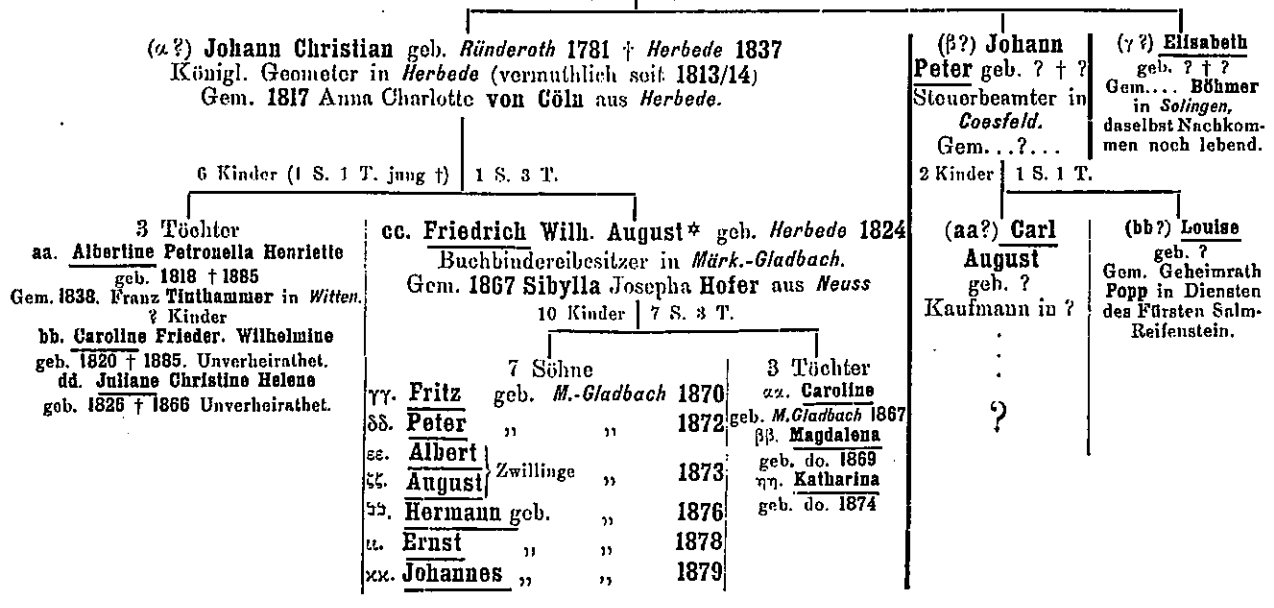 (α?) Johann Christian geb. Ründeroth 1781 † Herbede 1837
Königl. Geometer in Herbede (vermuthlich seit 1813/14)
Gem. 1817 Anna Charlotte von Cöln aus Herbede.
(β?) Johann
Peter geb. ? † ?
Steuerbeamter in
Coesfeld.
Gem...?...
(γ?) Elisabeth
geb. ? † ?
Gem.... Böhmer
in Solingen,
daselbst Nachkom-
men noch lebend.
6 Kinder (1 S. 1 T. jung †) 1 S. 3 T.
2 Kinder 1 S. 1 T.
3 Töchter
aa. Albertine Petronella Henriette
geb. 1818 † 1885
Gem. 1838. Franz Tinthammer in Witten.
? Kinder
bb. Caroline Frieder. Wilhelmine
geb. 1820 † 1885. Unverheirathet.
dd. Juliane Christine Helene
geb. 1826 † 1866 Unverheirathet.
cc. Friedrich Wilh. August* geb. Herbede 1824
Buchbindereibesitzer in Märk.-Gladbach.
Gem. 1867 Sibylla Josepha Hofer aus Neuss
10 Kinder 7 S. 3 T.
7 Söhne
γγ. Fritz geb. M.-Gladbach 1870
δδ. Peter „ „ 1872
εε. Albert
ζζ. August Zwillinge „ 1873
ϑϑ. Hermann geb. „ 1876
ιι. Ernst „ „ 1878
κκ. Johannes „ „ 1879
3 Töchter
αα. Caroline
geb. M.Gladbach 1867
ββ. Magdalena
geb. do. 1869
ηη. Katharina
geb. do. 1874
(aa?) Carl
August
geb. ?
Kaufmann in ?
.
.
.
?
(bb?) Louise
geb. ?
Gem. Geheimrath
Popp in Diensten
des Fürsten Salm-
Reifenstein.